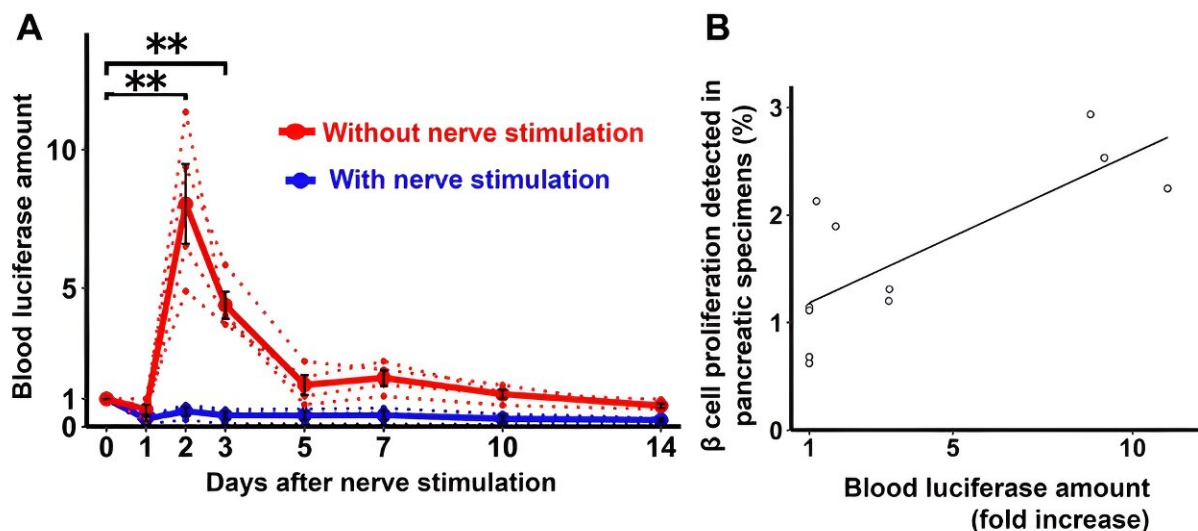 A
B
**
**
Blood luciferase amount
10
5
1
0
Without nerve stimulation
With nerve stimulation
0 1 2 3 5 7 10 14
Days after nerve stimulation
β cell proliferation detected in
pancreatic specimens (%)
3
2
1
0
1 5 10
Blood luciferase amount
(fold increase)